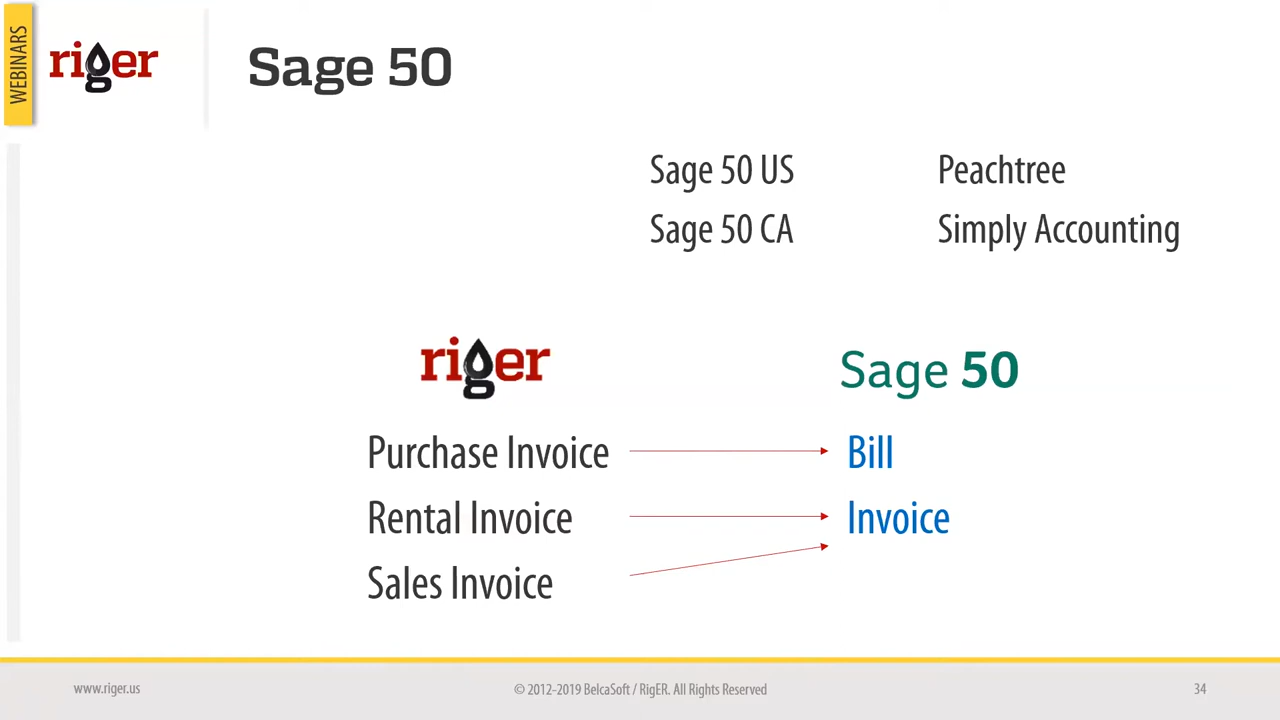 WEBINARS
riger
Sage 50
Sage 50 US Peachtree
Sage 50 CA Simply Accounting
riger Sage 50
Purchase Invoice Bill
Rental Invoice Invoice
Sales Invoice
www.riger.us © 2012-2019 BelcaSoft / RigER. All Rights Reserved 34